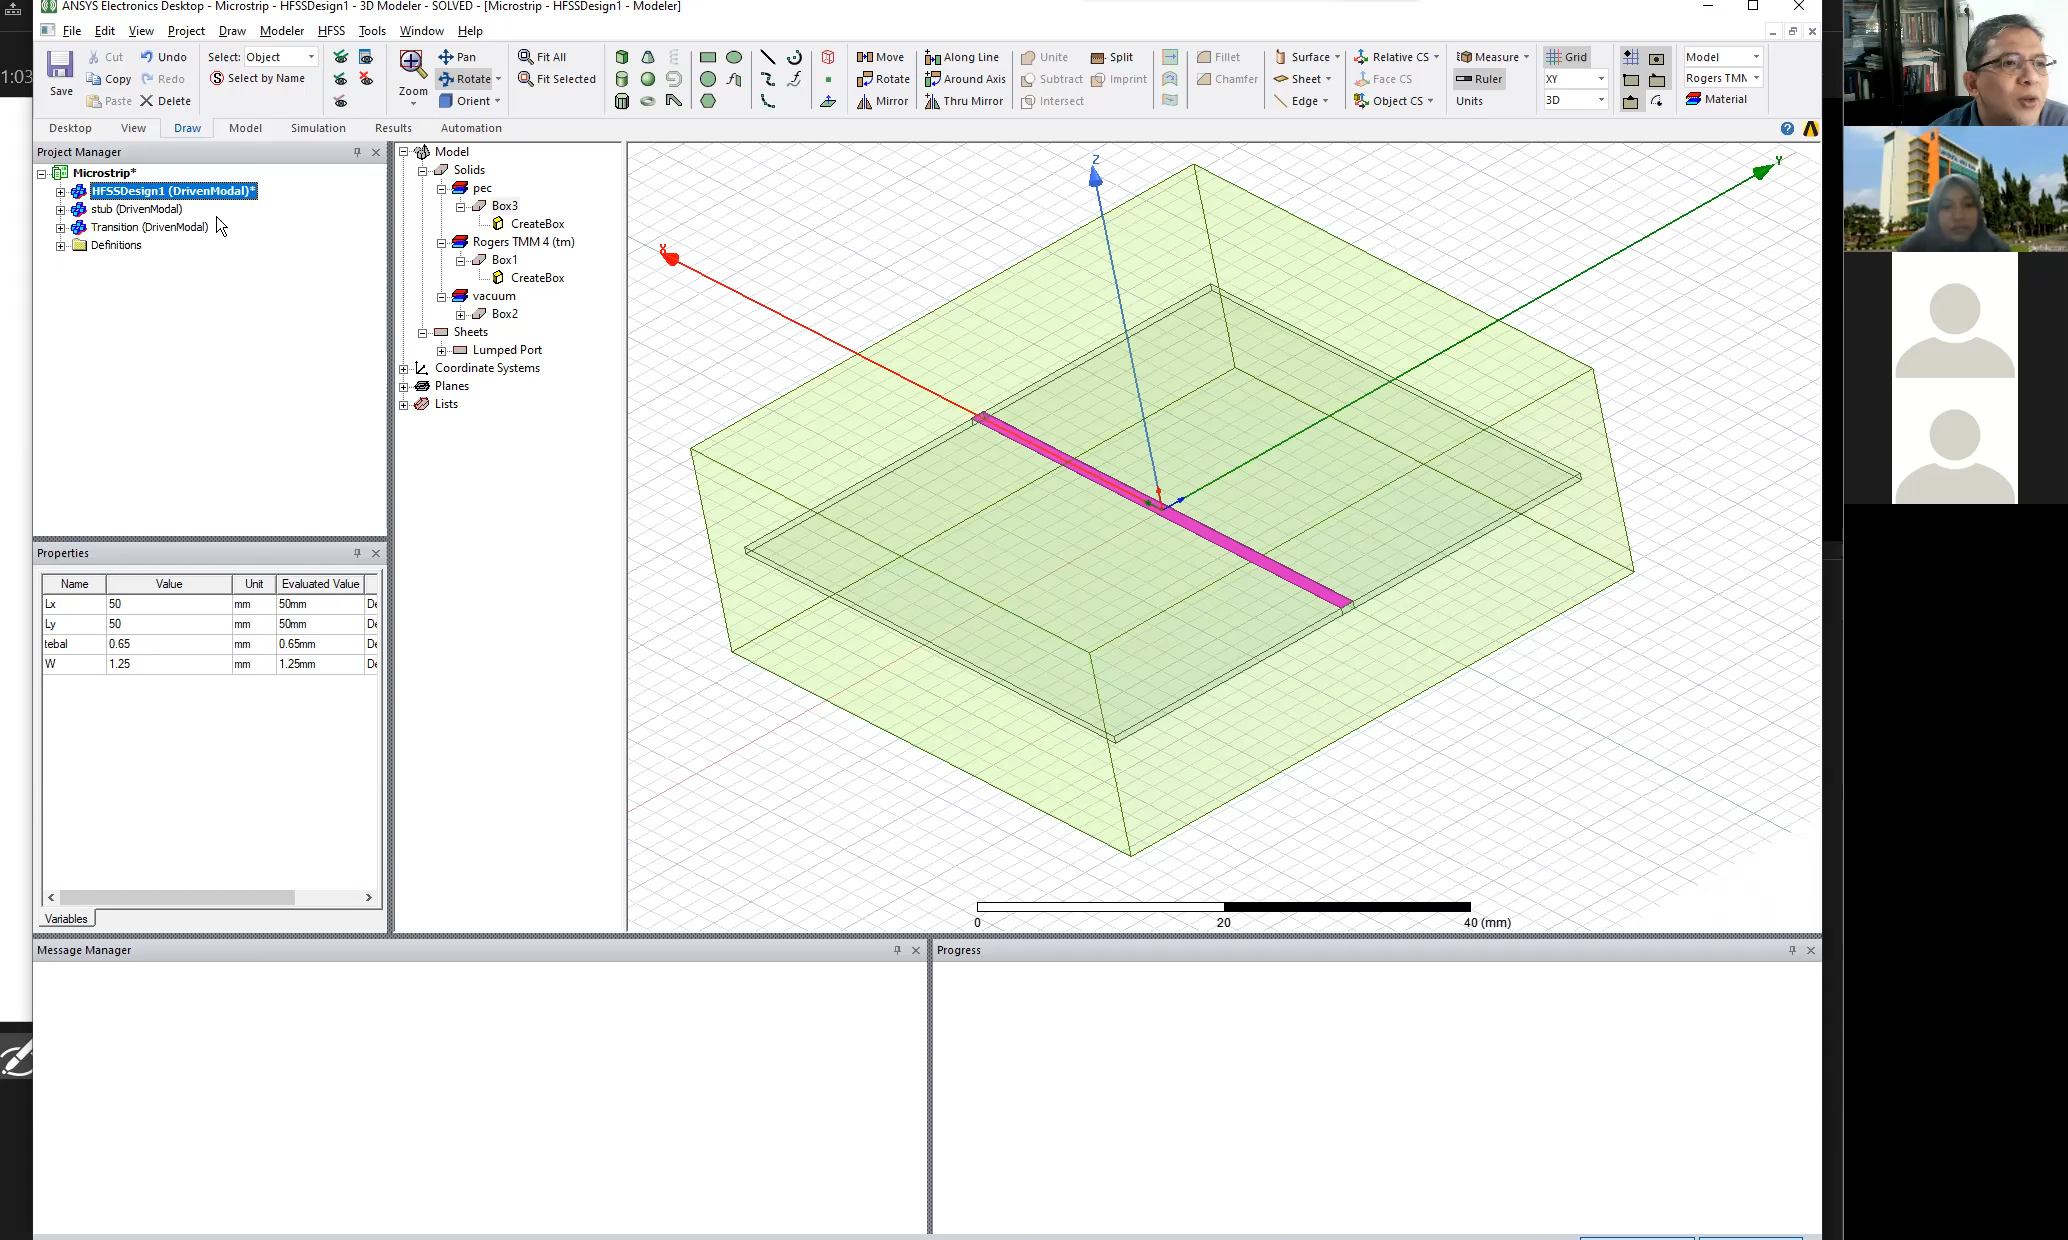 ANSYS Electronics Desktop - Microstrip - HFSSDesign1 - 3D Modeler - SOLVED - [Microstrip - HFSSDesign1 - Modeler]
File Edit View Project Draw Modeler HFSS Tools Window Help
Save
Cut
Copy
Paste
Undo
Redo
Delete
Select: Object
Select by Name
Zoom
Pan
Rotate
Orient
Fit All
Fit Selected
Move
Rotate
Mirror
Along Line
Around Axis
Thru Mirror
Unite
Subtract
Intersect
Split
Imprint
Fillet
Chamfer
Surface
Sheet
Edge
Relative CS
Face CS
Object CS
Measure
Ruler
Units
Grid
XY
3D
Model
Rogers TMM
Material
Desktop View Draw Model Simulation Results Automation
1:03
Project Manager
Microstrip*
HFSSDesign1 (DrivenModal)*
stub (DrivenModal)
Transition (DrivenModal)
Definitions
Model
Solids
pec
Box3
CreateBox
Rogers TMM 4 (tm)
Box1
CreateBox
vacuum
Box2
Sheets
Lumped Port
Coordinate Systems
Planes
Lists
Properties
Name Value Unit Evaluated Value
Lx 50 mm 50mm De
Ly 50 mm 50mm De
tebal 0.65 mm 0.65mm De
W 1.25 mm 1.25mm De
Variables
X
Z
Y
0 20 40 (mm)
Message Manager
Progress